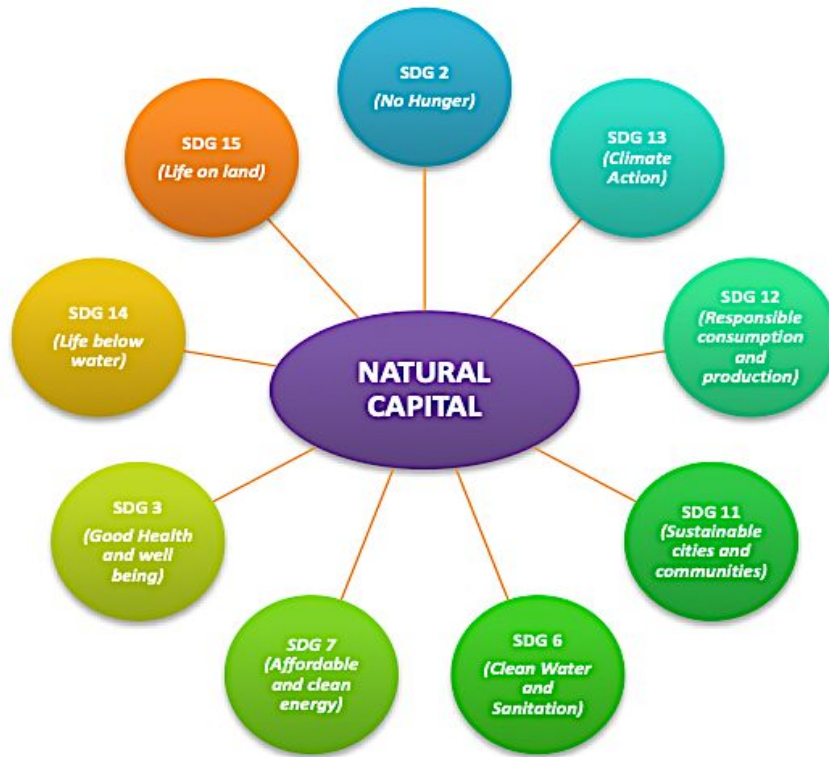 SDG 2
(No Hunger)
SDG 13
(Climate
Action)
SDG 12
(Responsible
consumption
and
production)
SDG 11
(Sustainable
cities and
communities)
SDG 6
(Clean Water
and
Sanitation)
SDG 7
(Affordable
and clean
energy)
SDG 3
(Good Health
and well
being)
SDG 14
(Life below
water)
SDG 15
(Life on land)
NATURAL
CAPITAL